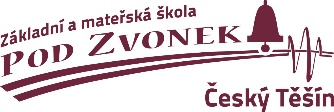 Základní a mateřská škola
POD ZVONEK
Český Těšín